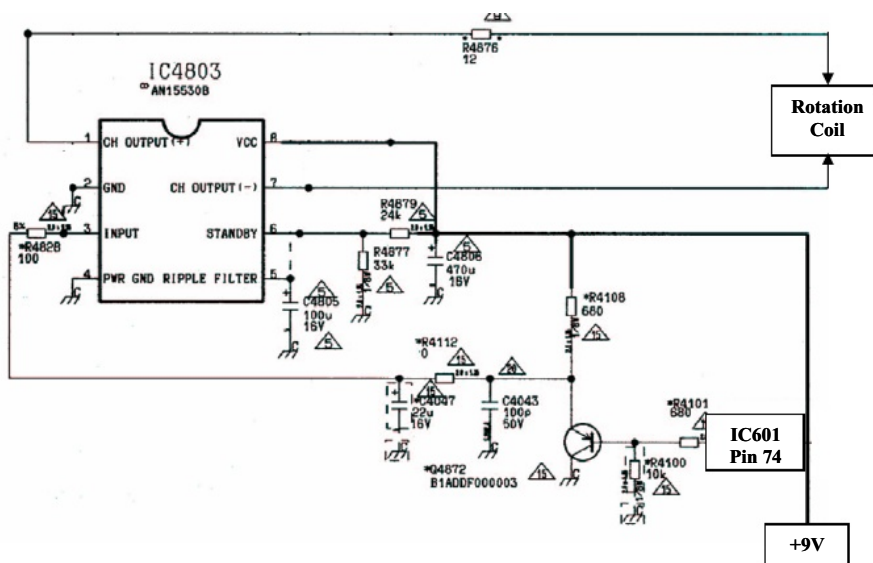 R4876
12
IC4803
AN15530B
Rotation
Coil
1 CH OUTPUT(+) VCC 8
2 GND CH OUTPUT(-) 7
R4879
24k
3 INPUT STANDBY 6
*R4828
100
R4877
33k
C4806
470u
16V
4 PWR GND RIPPLE FILTER 5
C4805
100u
16V
*R4108
680
*R4112
0
*C4047
22u
16V
C4043
100p
50V
*R4101
680
IC601
Pin 74
*Q4872
B1ADDF000003
*R4100
10k
+9V